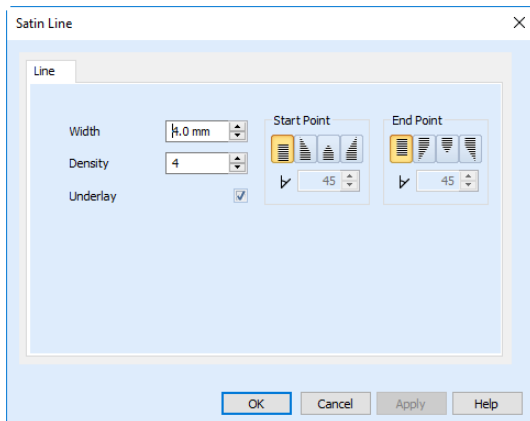 Satin Line
Line
Width 4.0 mm
Density 4
Underlay
Start Point
45
End Point
45
OK Cancel Apply Help